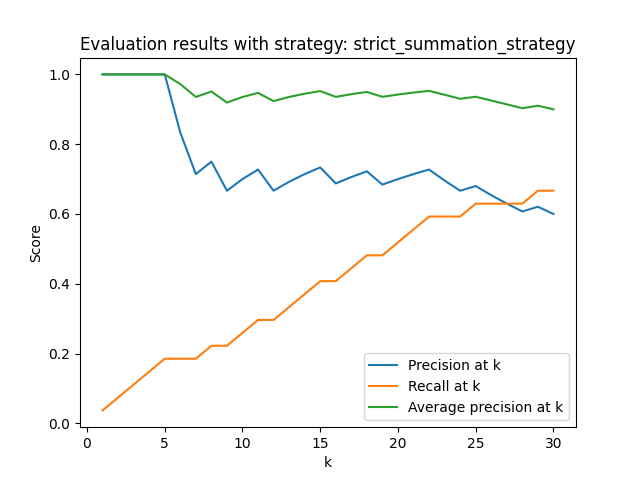 Evaluation results with strategy: strict_summation_strategy
1.0
0.8
0.6
0.4
0.2
0.0
Score
0
5
10
15
20
25
30
k
Precision at k
Recall at k
Average precision at k